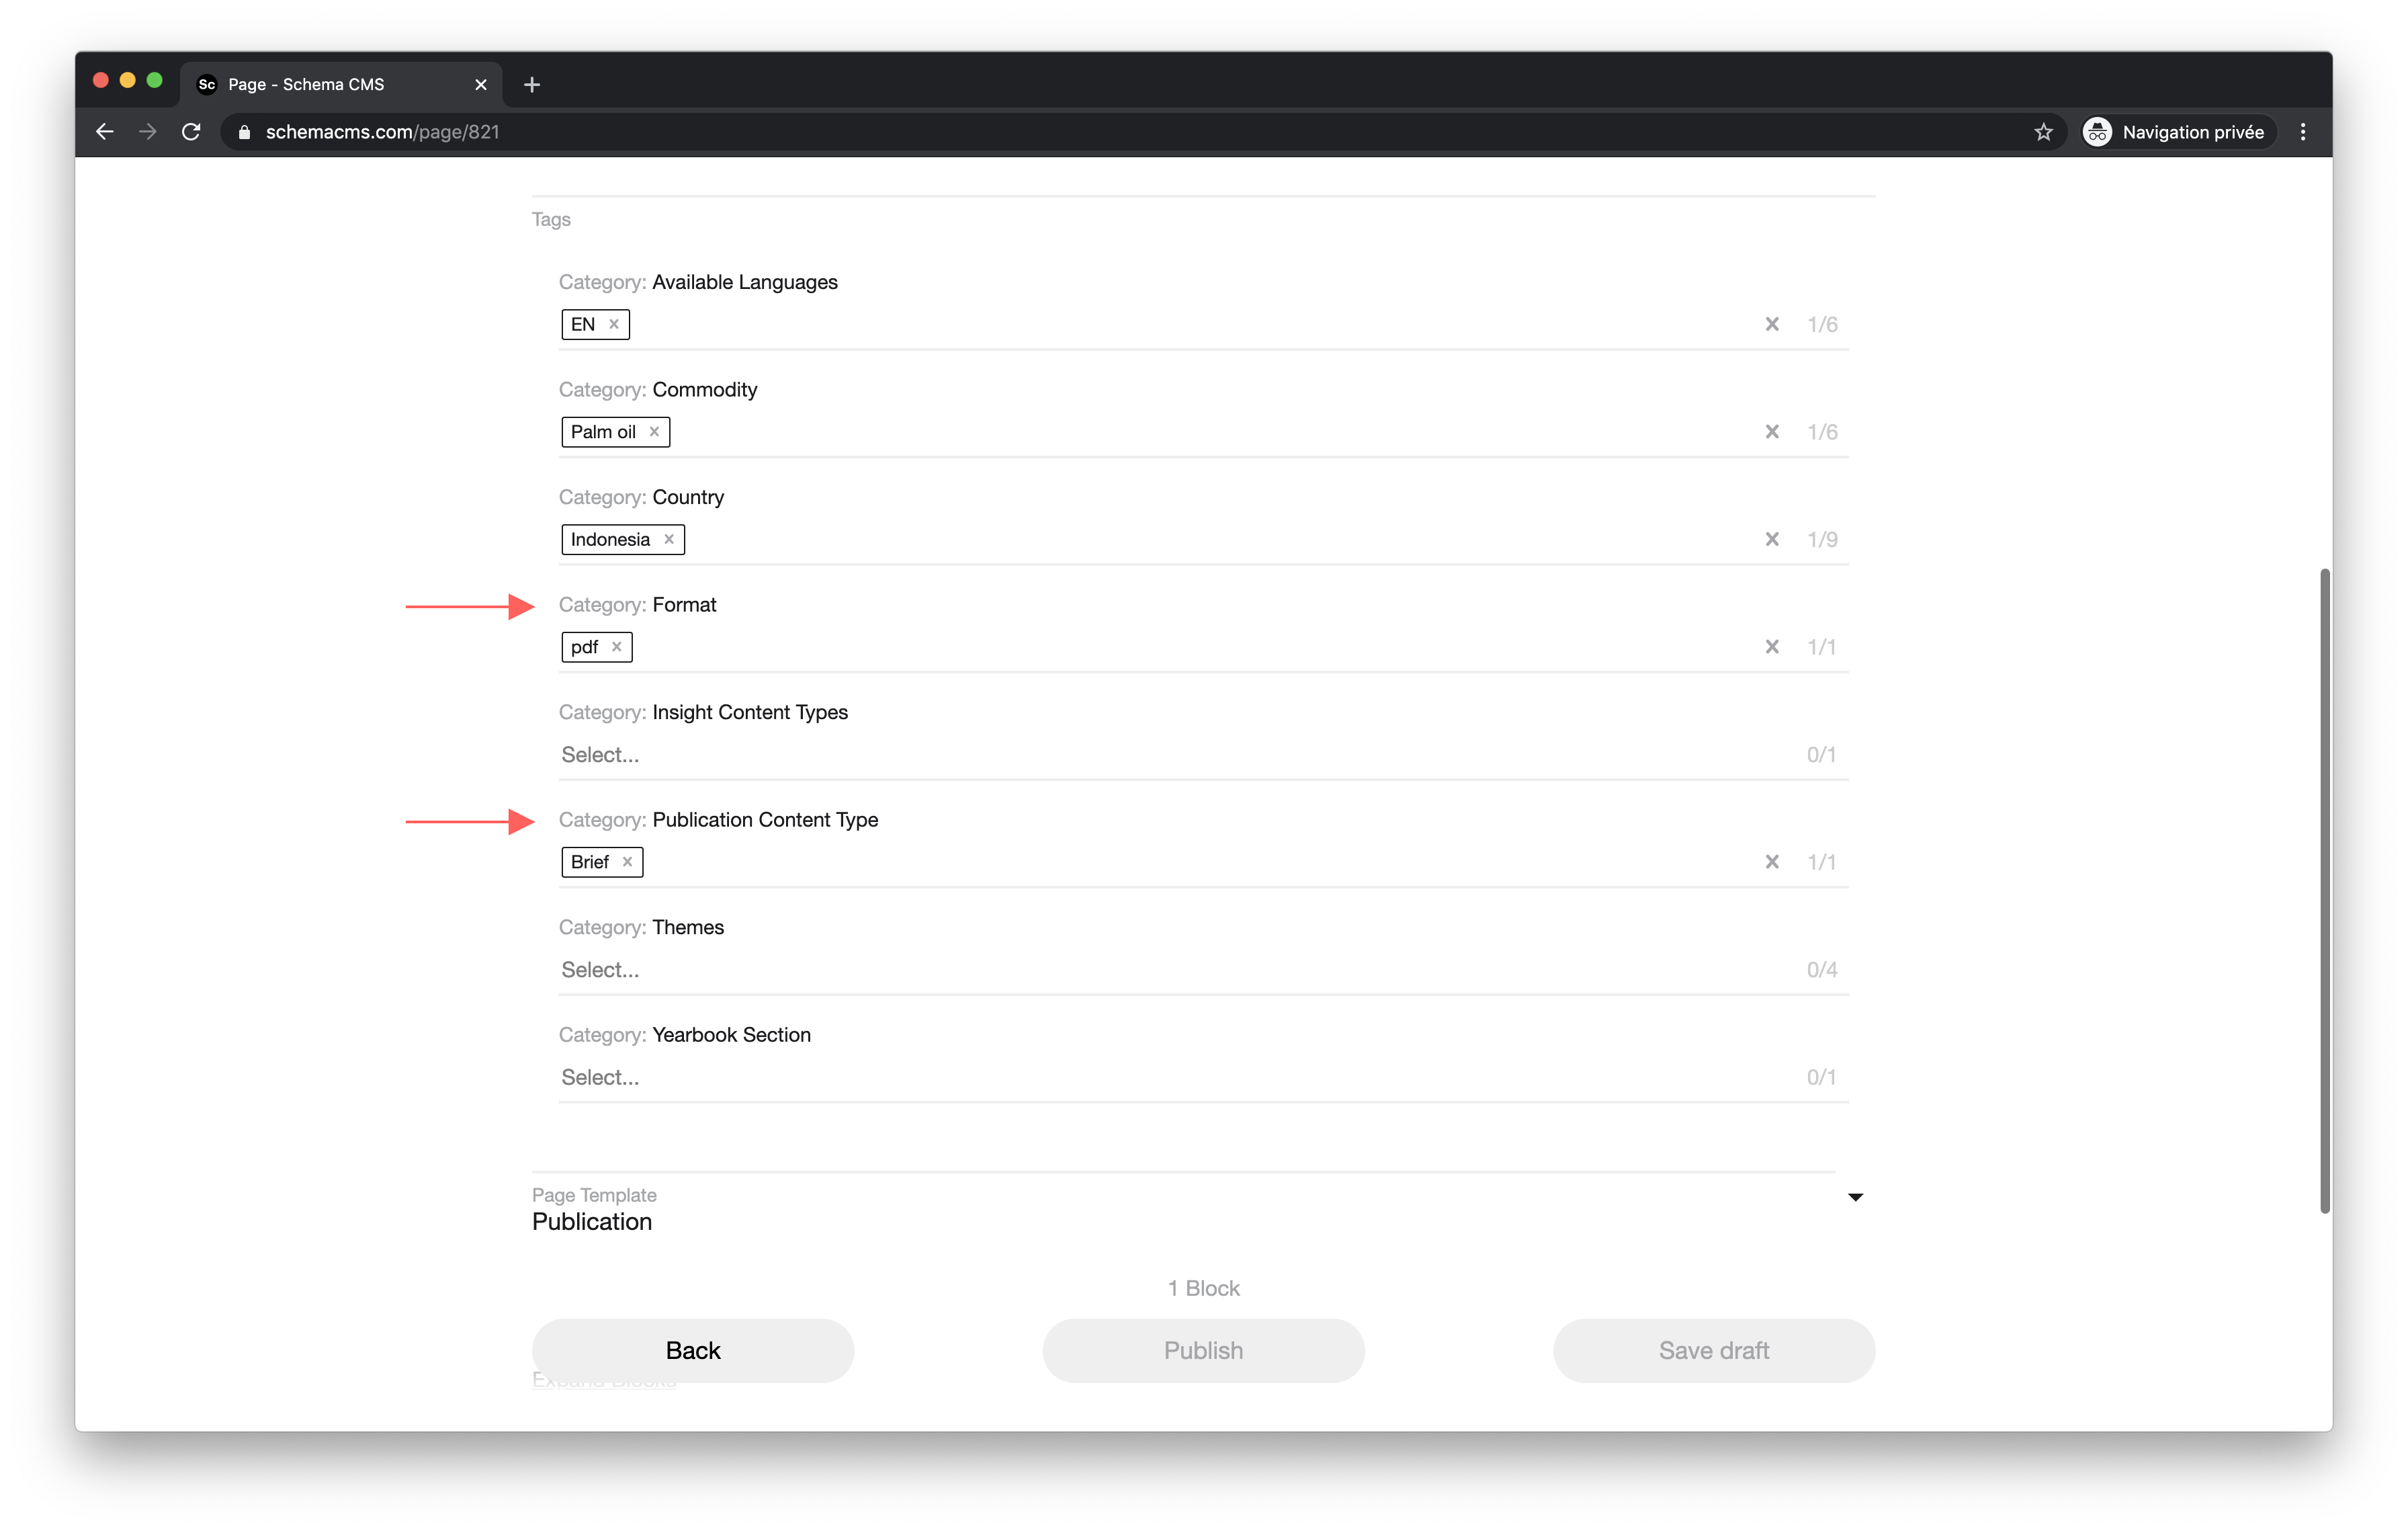 Sc Page - Schema CMS
schemacms.com/page/821
Navigation privée
Tags
Category: Available Languages
EN
1/6
Category: Commodity
Palm oil
1/6
Category: Country
Indonesia
1/9
Category: Format
pdf
1/1
Category: Insight Content Types
Select...
0/1
Category: Publication Content Type
Brief
1/1
Category: Themes
Select...
0/4
Category: Yearbook Section
Select...
0/1
Page Template
Publication
1 Block
Back
Publish
Save draft
Expand Blocks